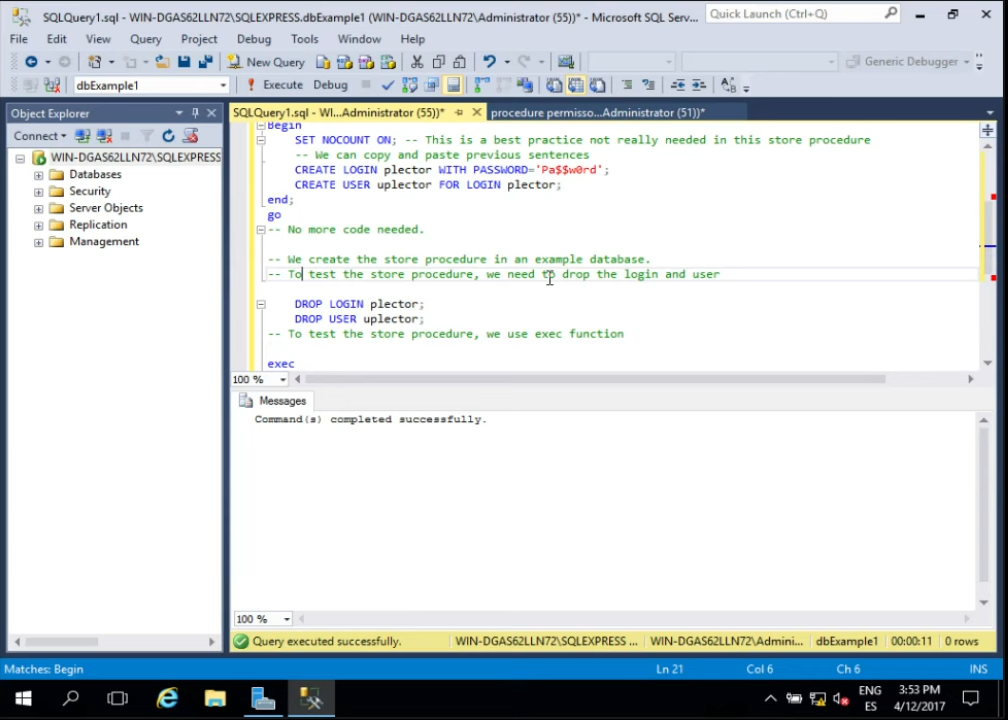 SQLQuery1.sql - WIN-DGAS62LLN72\SQLEXPRESS.dbExample1 (WIN-DGAS62LLN72\Administrator (55))* - Microsoft SQL Serv...
Quick Launch (Ctrl+Q)
File Edit View Query Project Debug Tools Window Help
New Query
Generic Debugger
dbExample1
Execute Debug
Object Explorer
SQLQuery1.sql - WI...Administrator (55))*
procedure permisso...Administrator (51))*
Connect
WIN-DGAS62LLN72\SQLEXPRESS
Databases
Security
Server Objects
Replication
Management
Begin
SET NOCOUNT ON; -- This is a best practice not really needed in this store procedure
-- We can copy and paste previous sentences
CREATE LOGIN plector WITH PASSWORD='Pa$$w0rd';
CREATE USER uplector FOR LOGIN plector;
end;
go
-- No more code needed.
-- We create the store procedure in an example database.
-- To test the store procedure, we need to drop the login and user
DROP LOGIN plector;
DROP USER uplector;
-- To test the store procedure, we use exec function
exec
100 %
Messages
Command(s) completed successfully.
100 %
Query executed successfully.
WIN-DGAS62LLN72\SQLEXPRESS ...
WIN-DGAS62LLN72\Admini...
dbExample1
00:00:11
0 rows
Matches: Begin
Ln 21
Col 6
Ch 6
INS
ENG
ES
3:53 PM
4/12/2017